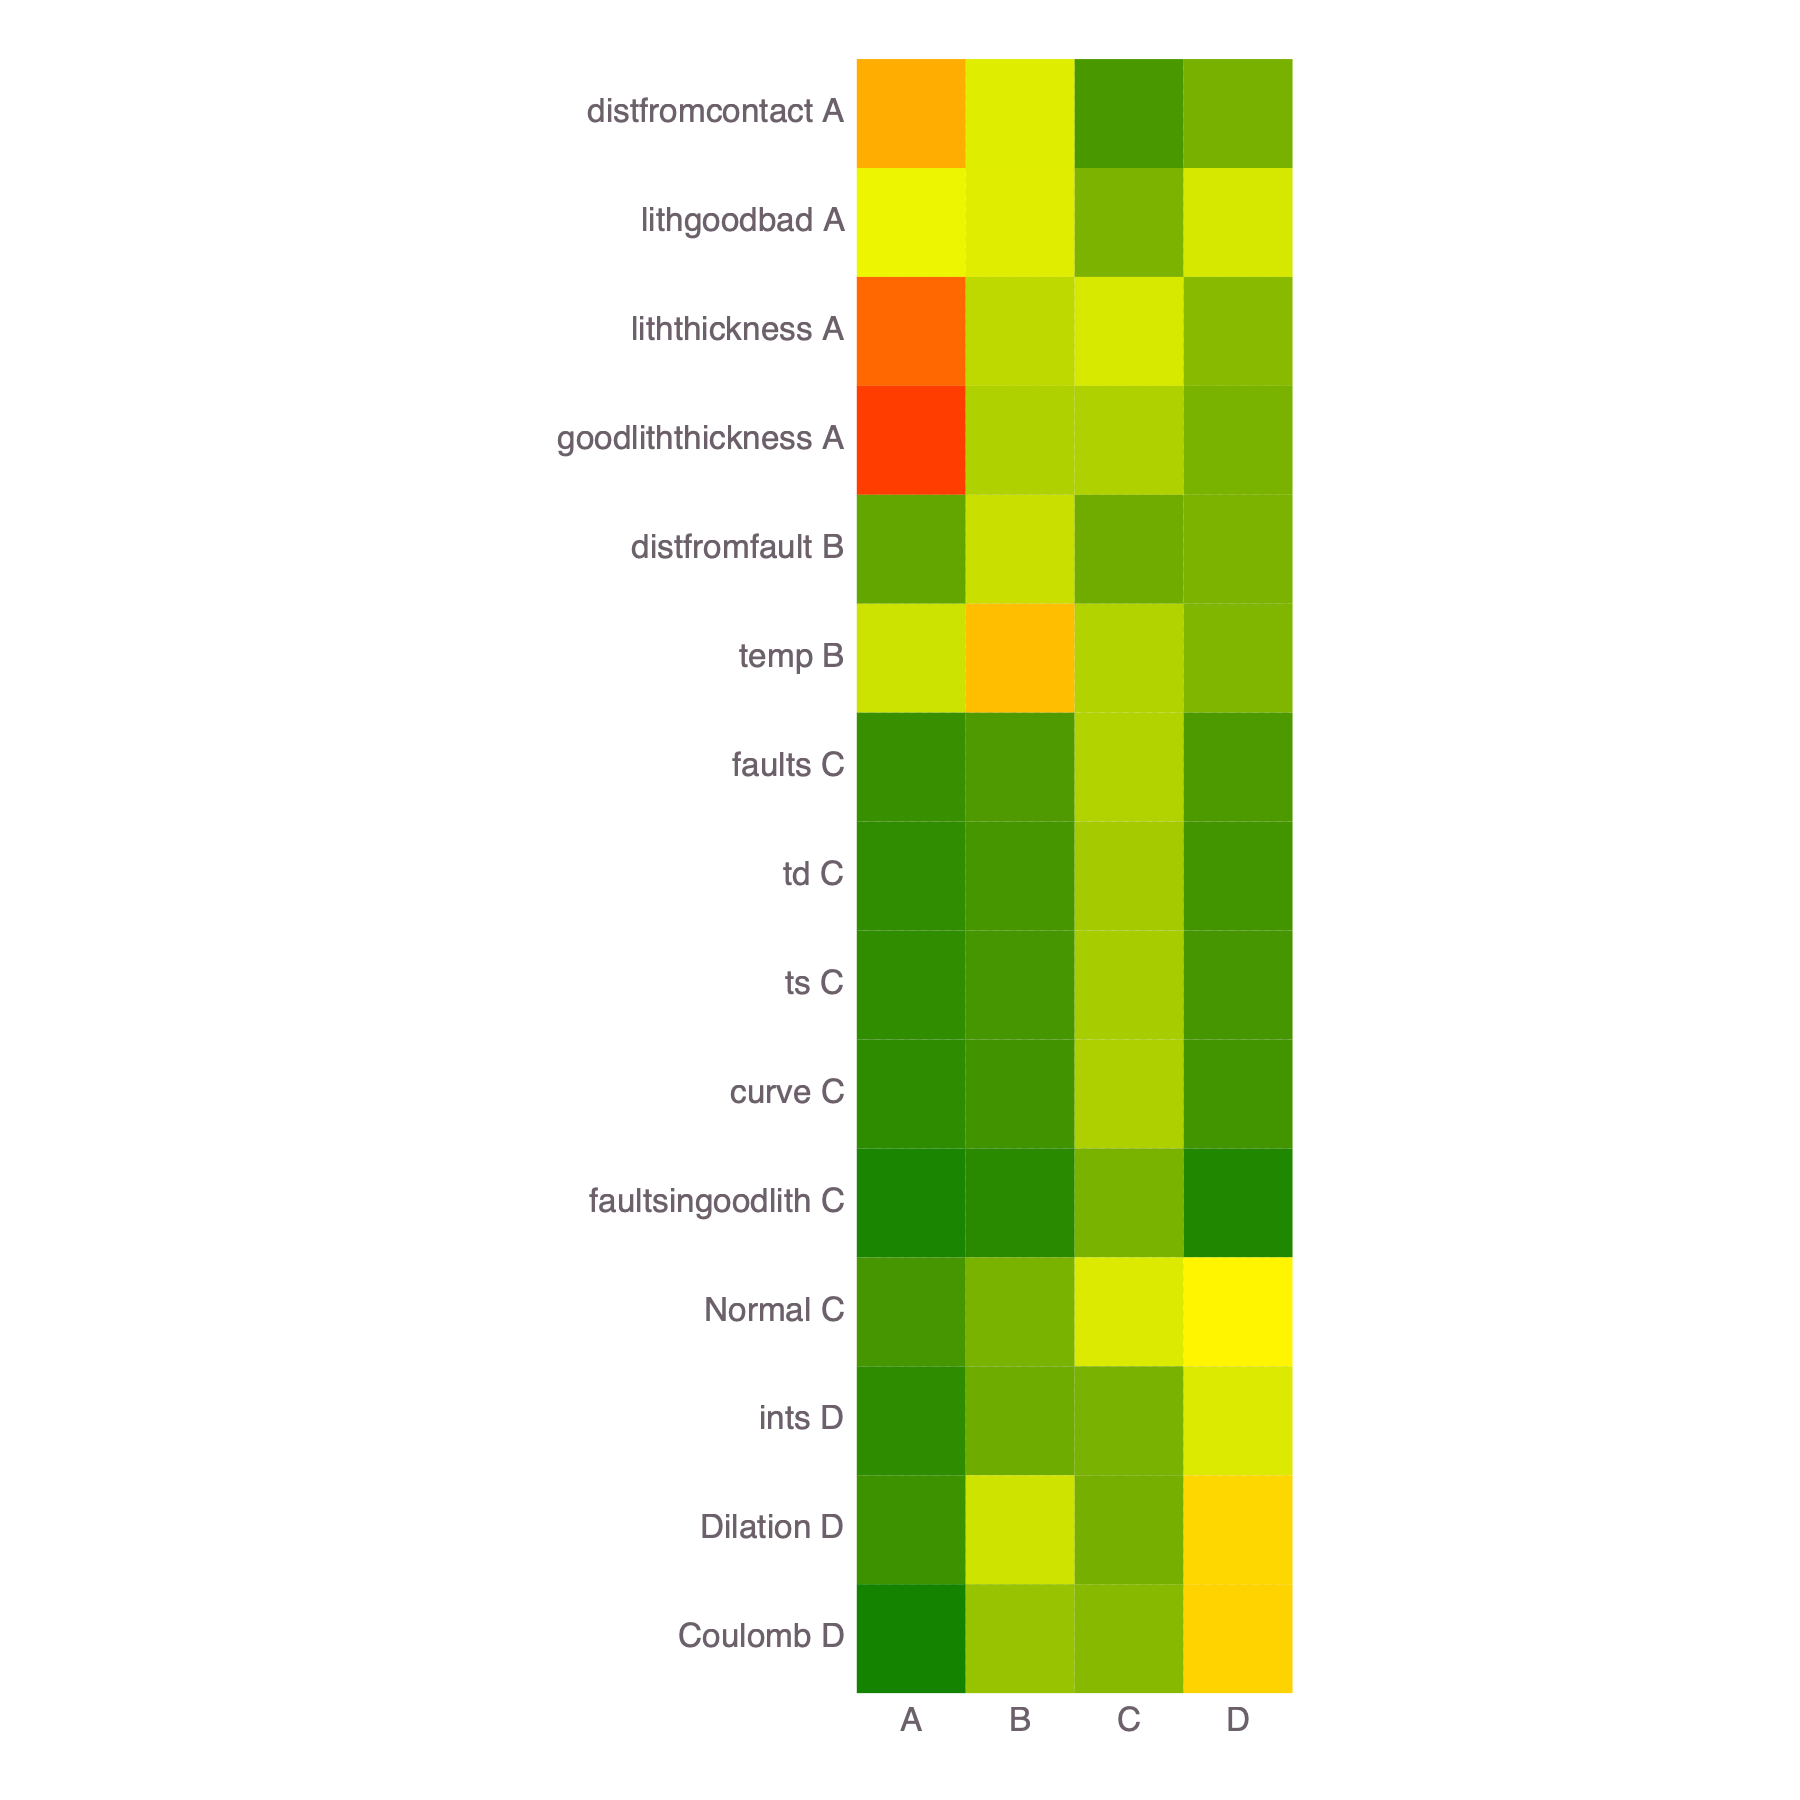 distfromcontact A
lithgoodbad A
liththickness A
goodliththickness A
distfromfault B
temp B
faults C
td C
ts C
curve C
faultsingoodlith C
Normal C
ints D
Dilation D
Coulomb D
A B C D